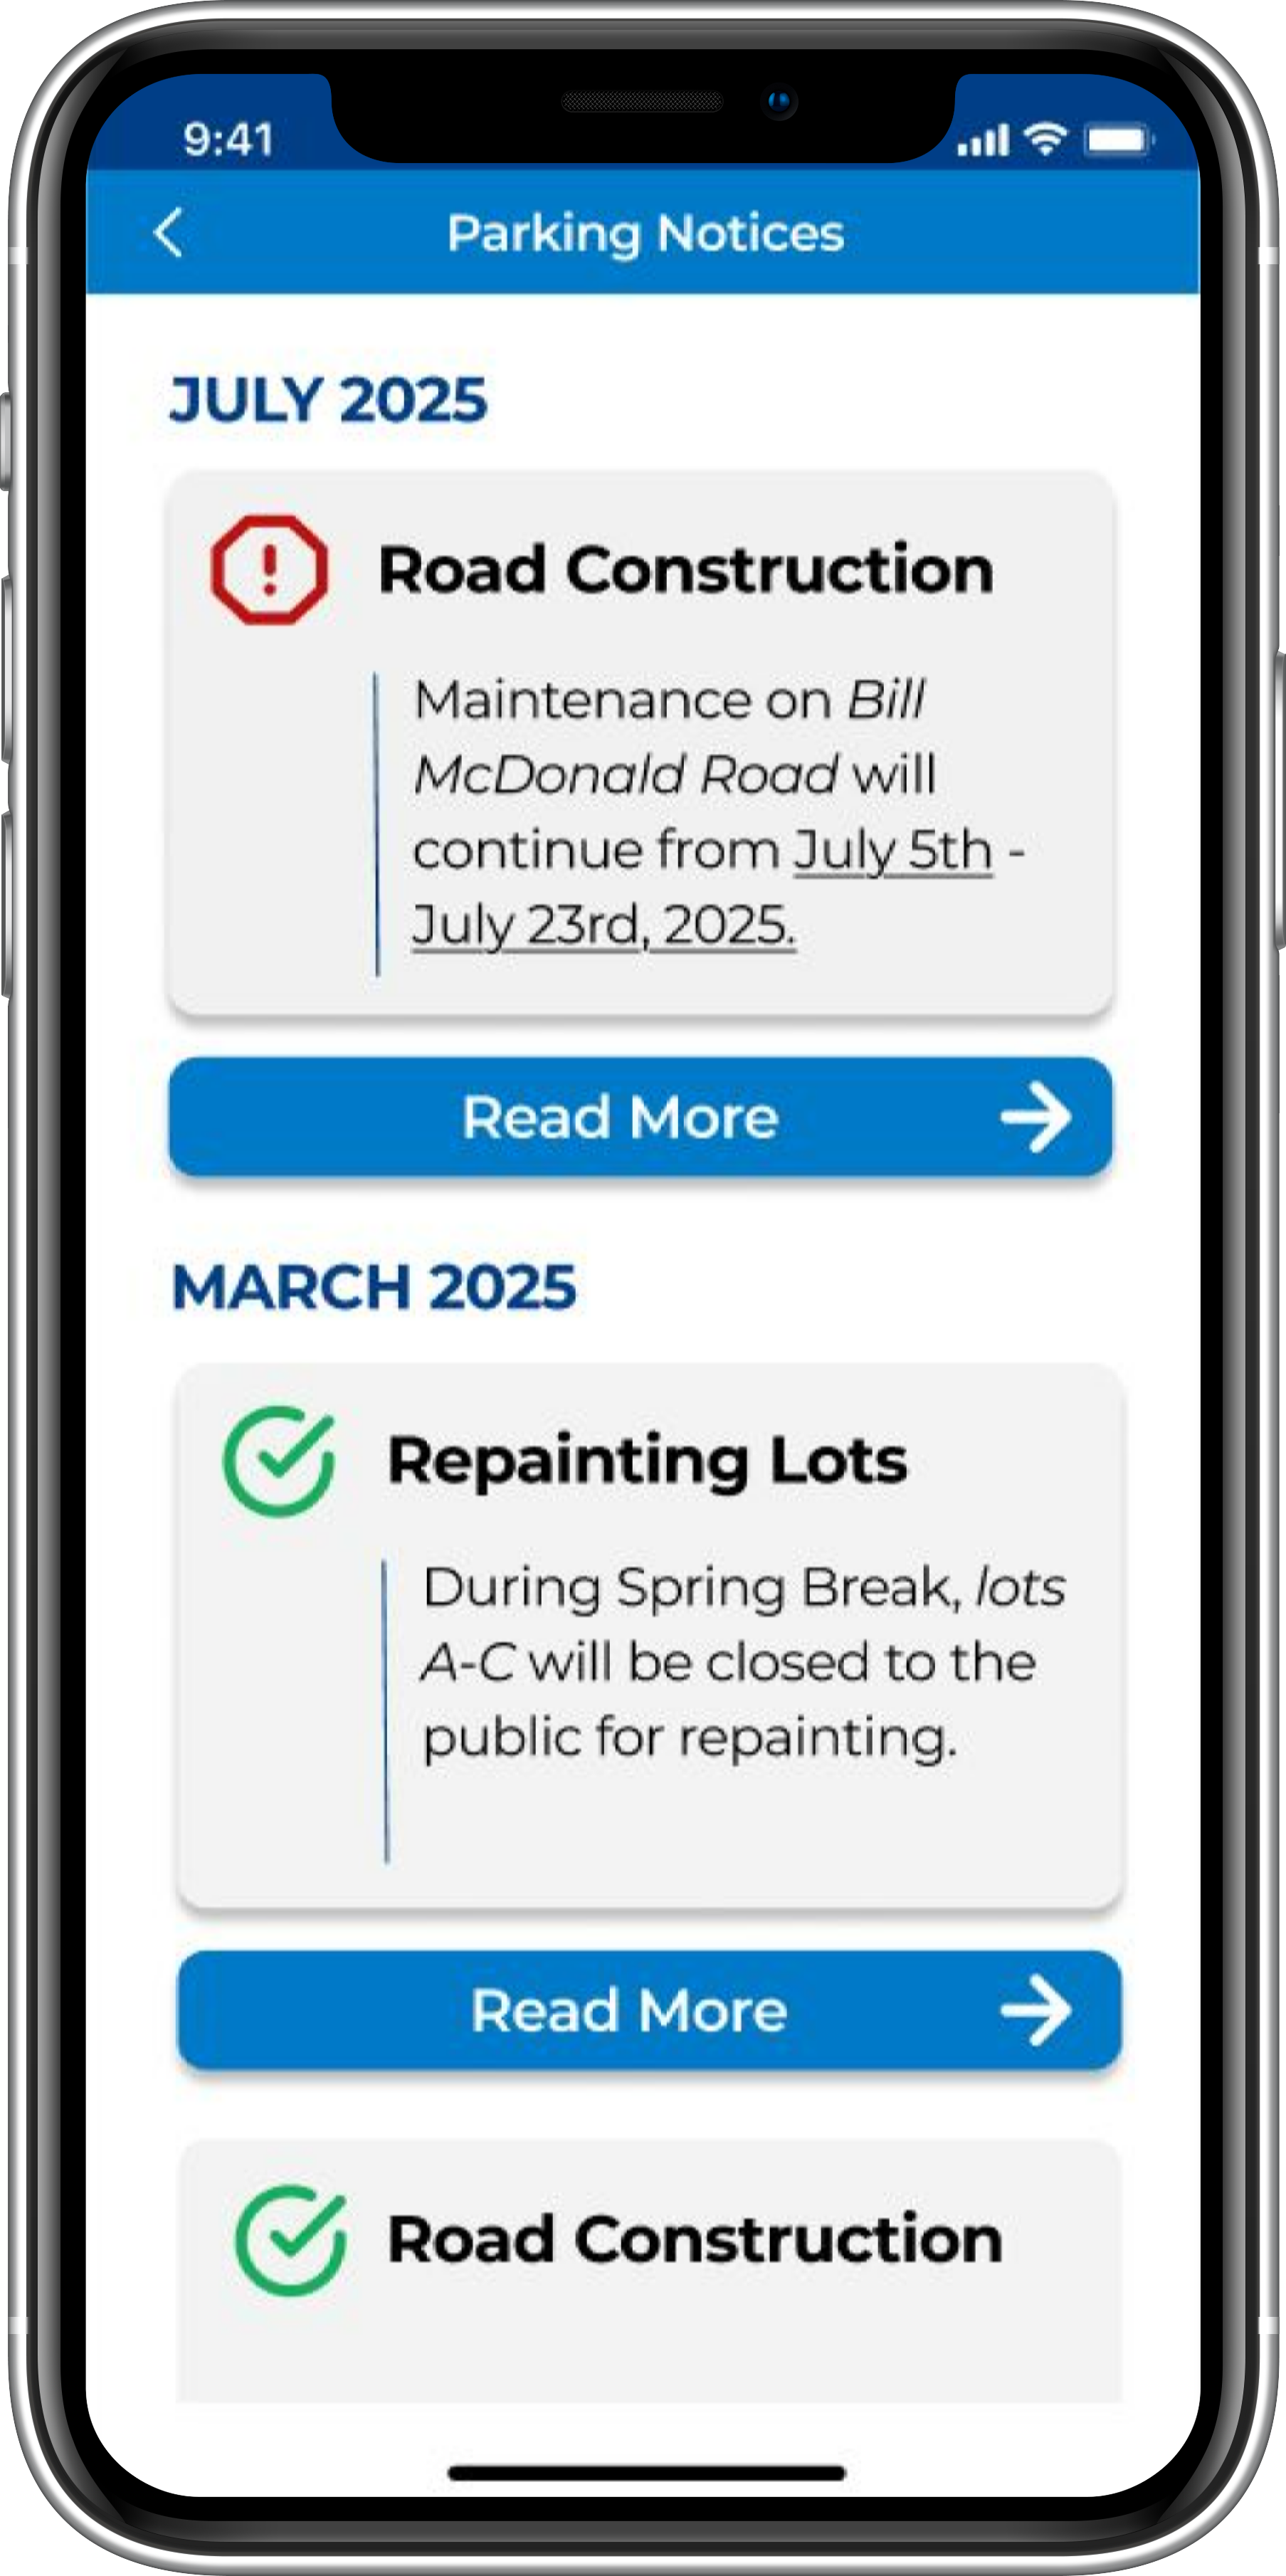 9:41
Parking Notices
JULY 2025
Road Construction
Maintenance on Bill
McDonald Road will
continue from July 5th -
July 23rd, 2025.
Read More
MARCH 2025
Repainting Lots
During Spring Break, lots
A-C will be closed to the
public for repainting.
Read More
Road Construction